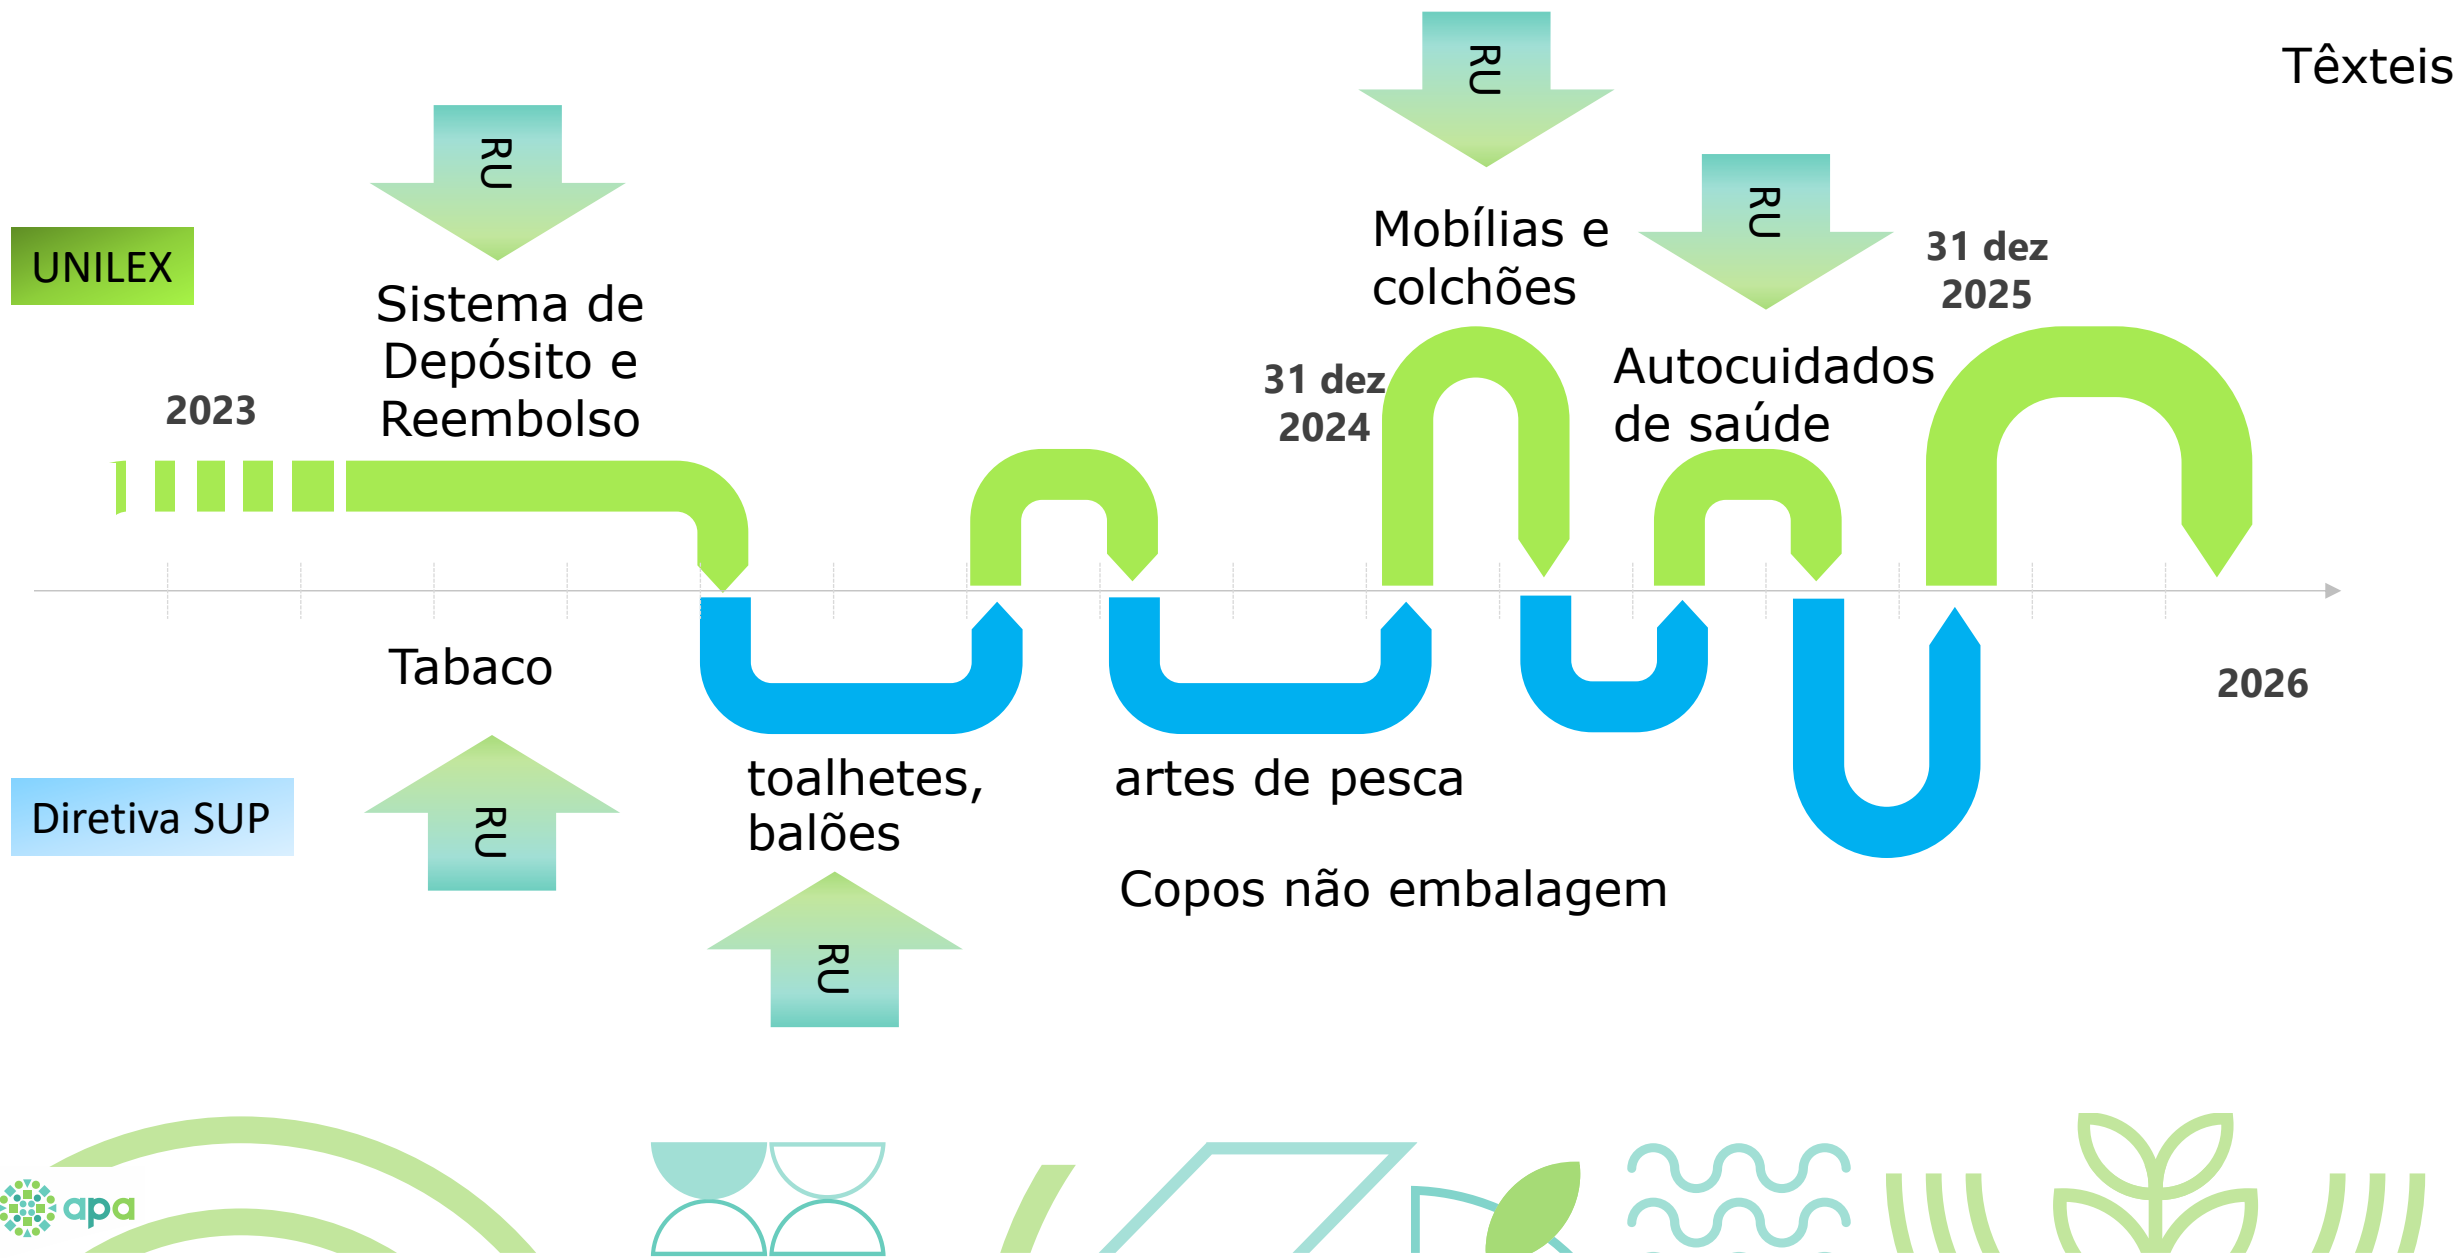 RU
Têxteis
RU
RU
Mobílias e
colchões
31 dez
2025
UNILEX
Sistema de
Depósito e
Reembolso
Autocuidados
de saúde
31 dez
2024
2023
Tabaco
2026
toalhetes,
balões
artes de pesca
Diretiva SUP
RU
Copos não embalagem
RU
apa